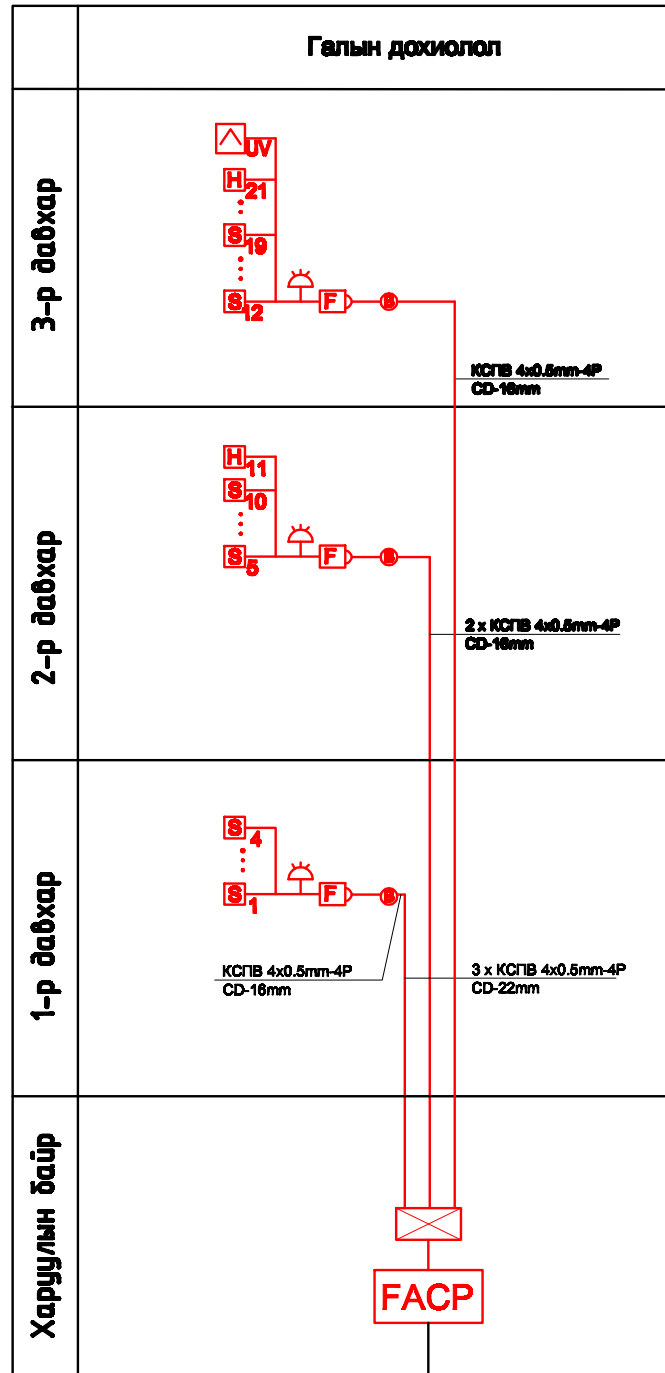 Галын дохиолол
3-р давхар
UV
H
21
S
19
S
12
F
B
КСПВ 4x0.5mm-4P
CD-16mm
2-р давхар
H
11
S
10
S
5
F
B
2 x КСПВ 4x0.5mm-4P
CD-16mm
1-р давхар
S
4
S
1
F
B
КСПВ 4x0.5mm-4P
CD-16mm
3 x КСПВ 4x0.5mm-4P
CD-22mm
Харуулын байр
FACP